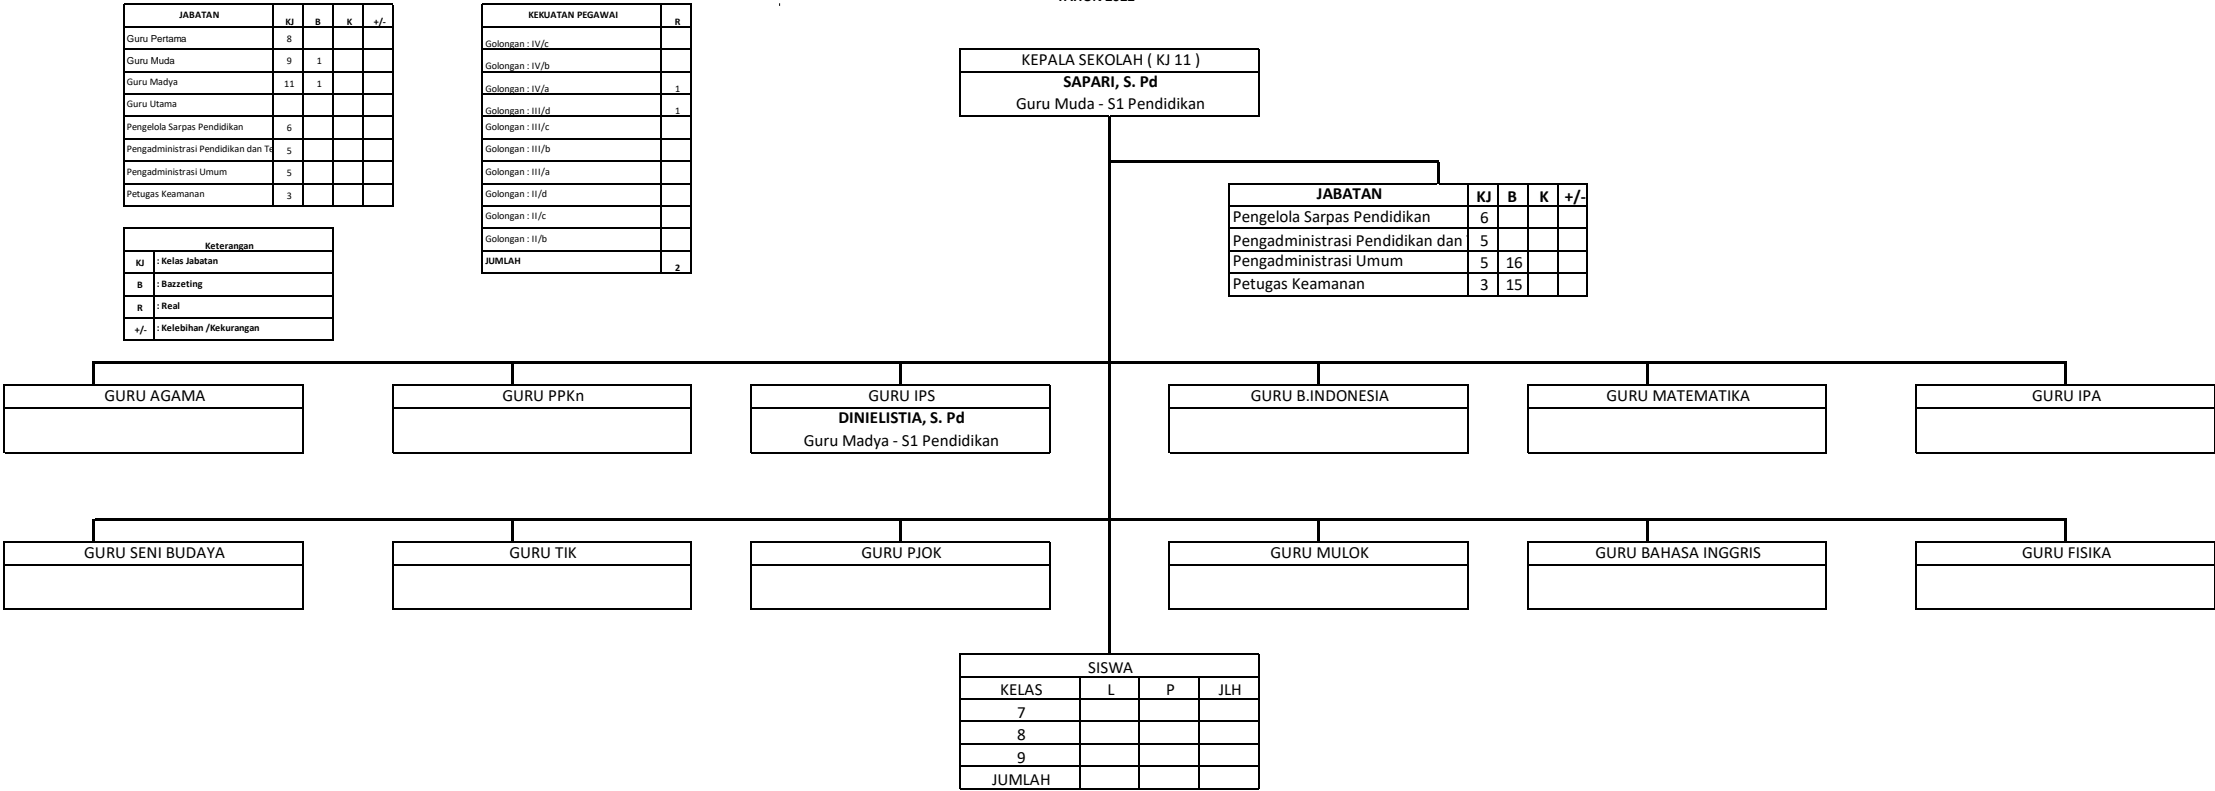 JABATAN KJ B K +/-
Guru Pertama 8
Guru Muda 9 1
Guru Madya 11 1
Guru Utama
Pengelola Sarpas Pendidikan 6
Pengadministrasi Pendidikan dan Te 5
Pengadministrasi Umum 5
Petugas Keamanan 3
Keterangan
KJ : Kelas Jabatan
B : Bazzeting
R : Real
+/- : Kelebihan /Kekurangan
KEKUATAN PEGAWAI R
Golongan : IV/c
Golongan : IV/b
Golongan : IV/a 1
Golongan : III/d 1
Golongan : III/c
Golongan : III/b
Golongan : III/a
Golongan : II/d
Golongan : II/c
Golongan : II/b
JUMLAH 2
KEPALA SEKOLAH ( KJ 11 )
SAPARI, S. Pd
Guru Muda - S1 Pendidikan
JABATAN KJ B K +/-
Pengelola Sarpas Pendidikan 6
Pengadministrasi Pendidikan dan 5
Pengadministrasi Umum 5 16
Petugas Keamanan 3 15
GURU AGAMA
GURU PPKn
GURU IPS
DINIELISTIA, S. Pd
Guru Madya - S1 Pendidikan
GURU B.INDONESIA
GURU MATEMATIKA
GURU IPA
GURU SENI BUDAYA
GURU TIK
GURU PJOK
GURU MULOK
GURU BAHASA INGGRIS
GURU FISIKA
SISWA
KELAS L P JLH
7
8
9
JUMLAH